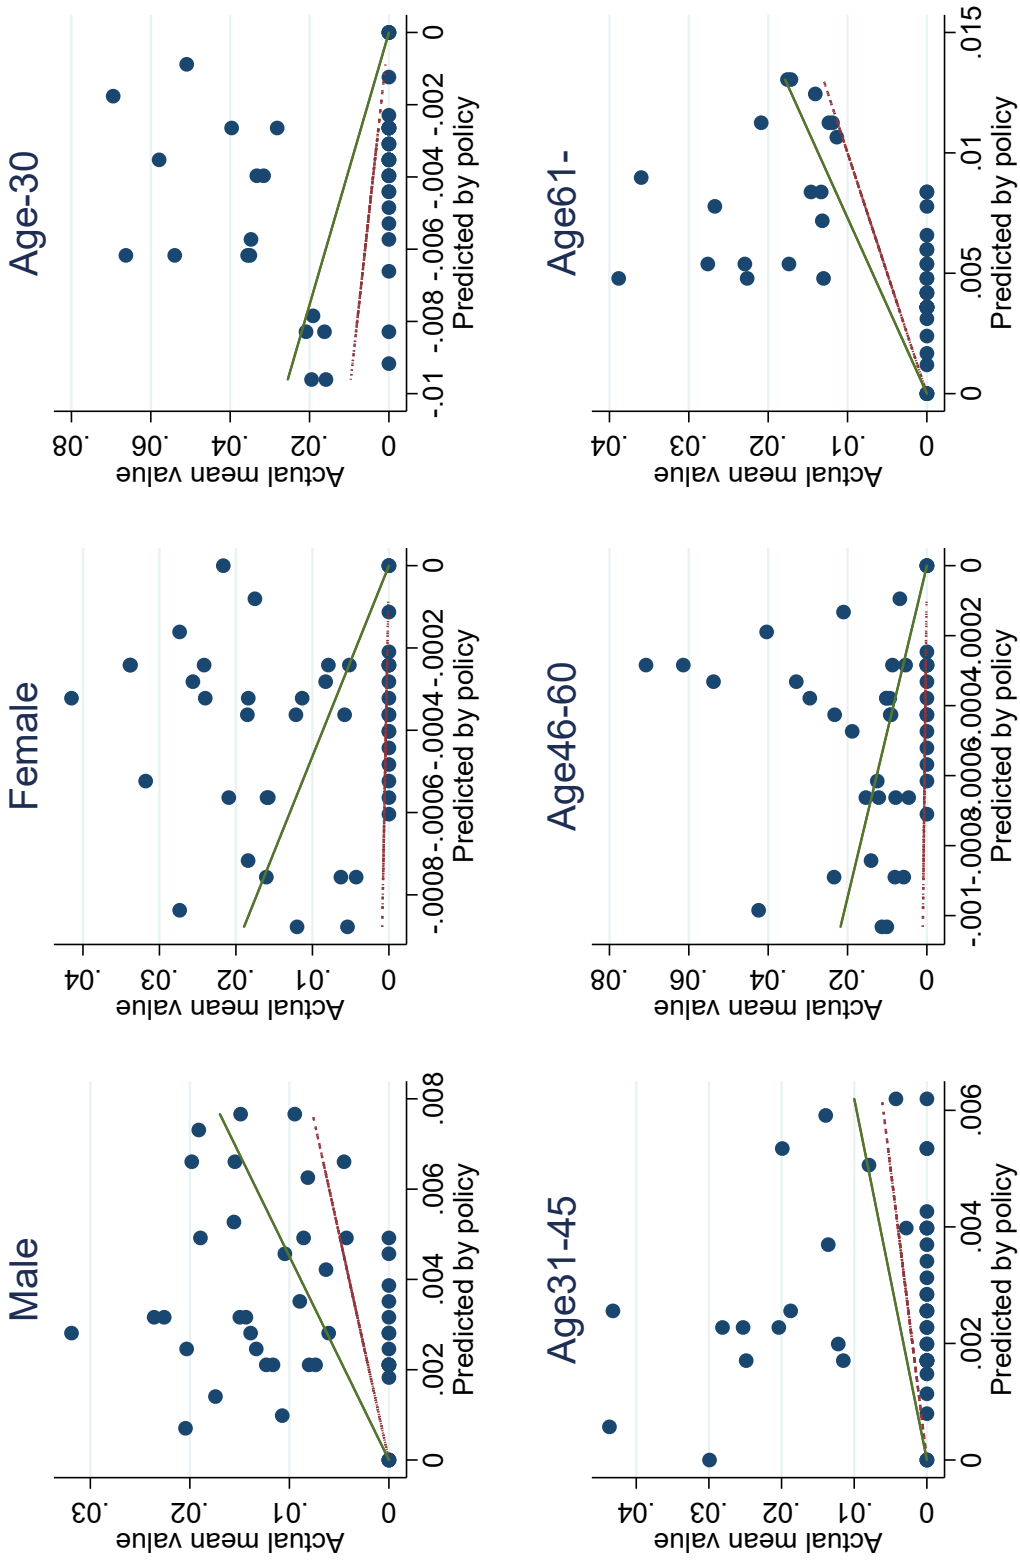 Male
Actual mean value
.03
.02
.01
0
0 .002 .004 .006 .008
Predicted by policy
Female
Actual mean value
.04
.03
.02
.01
0
-.0008 -.0006 -.0004 -.0002 0
Predicted by policy
Age-30
Actual mean value
.08
.06
.04
.02
0
-.01 -.008 -.006 -.004 -.002 0
Predicted by policy
Age31-45
Actual mean value
.04
.03
.02
.01
0
0 .002 .004 .006
Predicted by policy
Age46-60
Actual mean value
.08
.06
.04
.02
0
-.001 -.0008 -.0006 -.0004 -.0002 0
Predicted by policy
Age61-
Actual mean value
.04
.03
.02
.01
0
0 .005 .01 .015
Predicted by policy